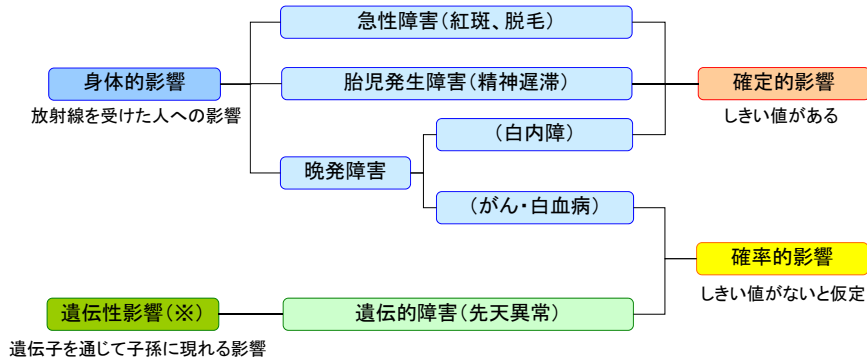 急性障害(紅斑、脱毛)
身体的影響
胎児発生障害(精神遅滞)
確定的影響
放射線を受けた人への影響
しきい値がある
(白内障)
晩発障害
(がん・白血病)
確率的影響
しきい値がないと仮定
遺伝性影響(※)
遺伝的障害(先天異常)
遺伝子を通じて子孫に現れる影響